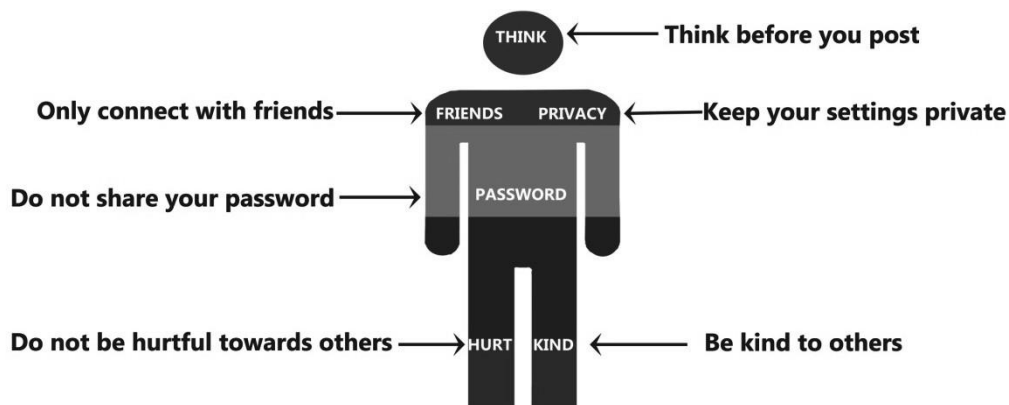 THINK
Think before you post
Only connect with friends
FRIENDS
PRIVACY
Keep your settings private
Do not share your password
PASSWORD
Do not be hurtful towards others
HURT
KIND
Be kind to others